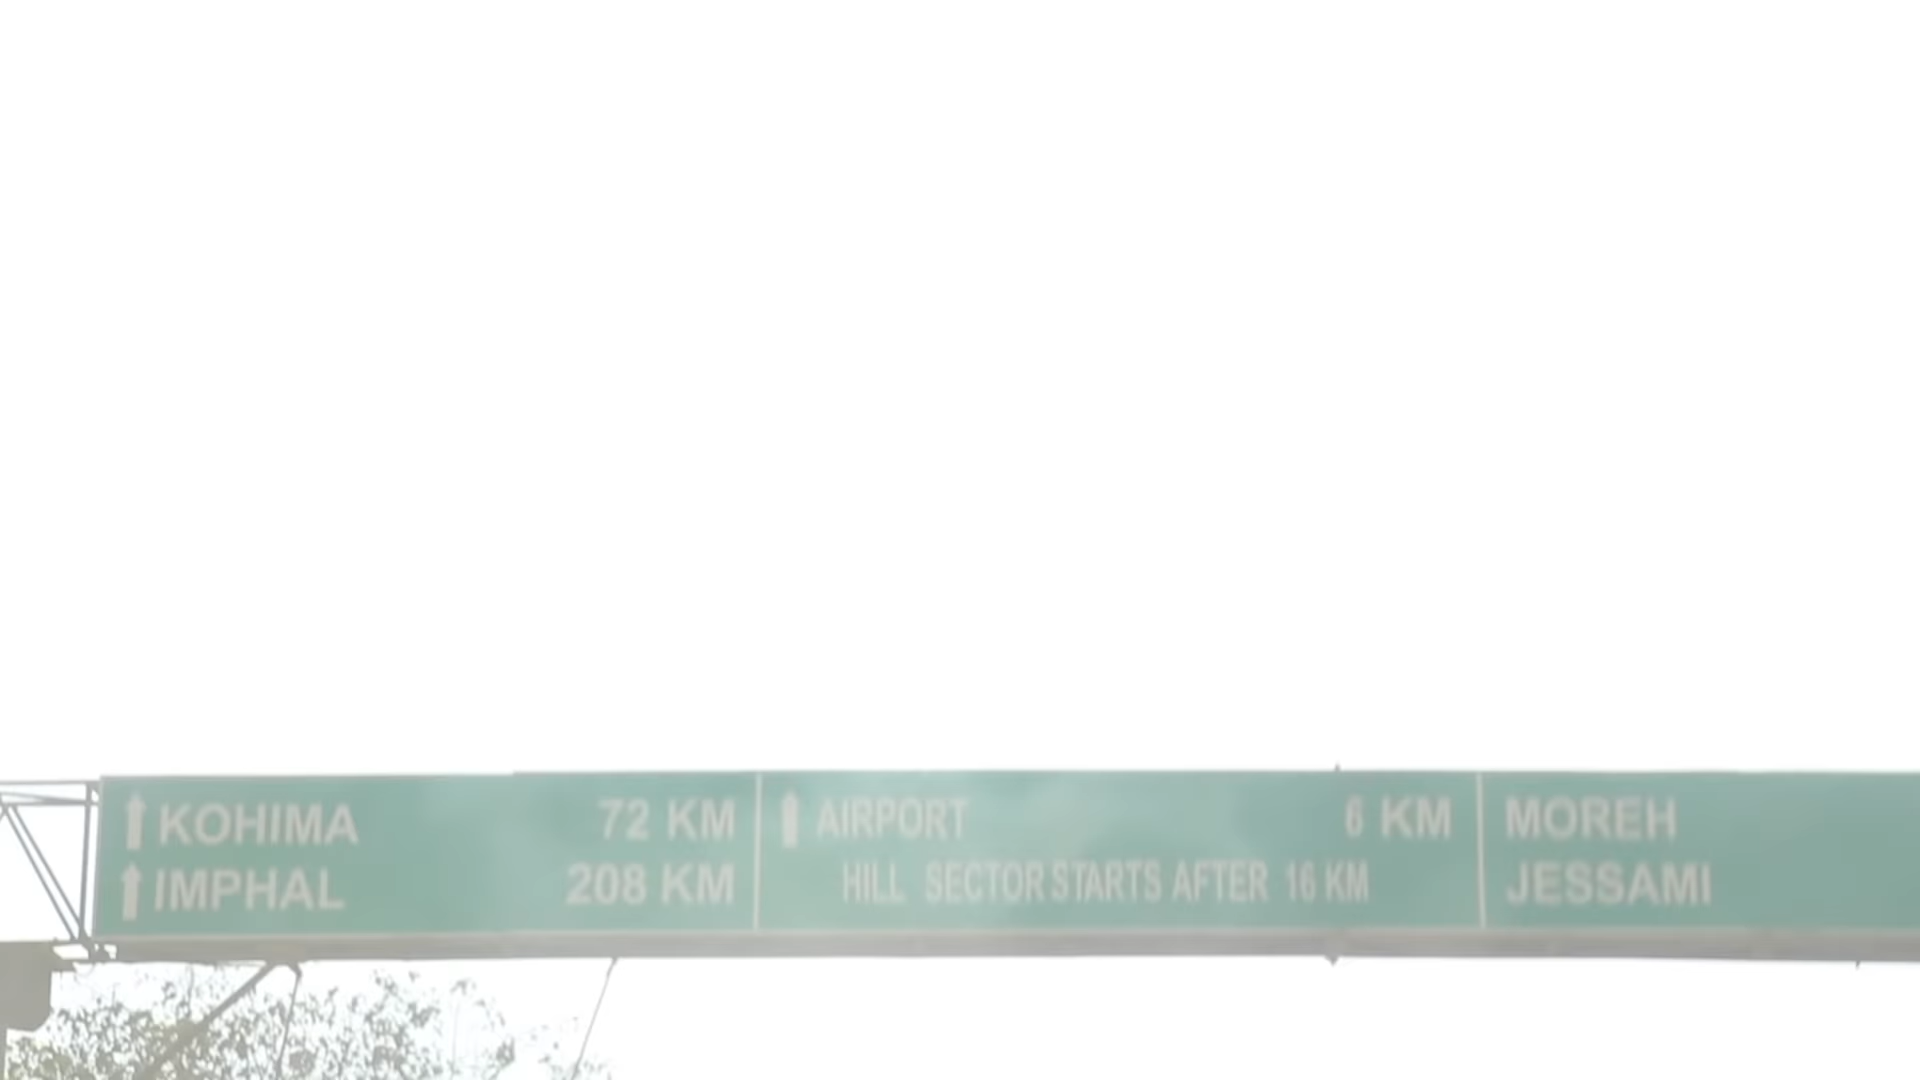 KOHIMA 72 KM
IMPHAL 208 KM
AIRPORT 6 KM
HILL SECTOR STARTS AFTER 16 KM
MOREH
JESSAMI